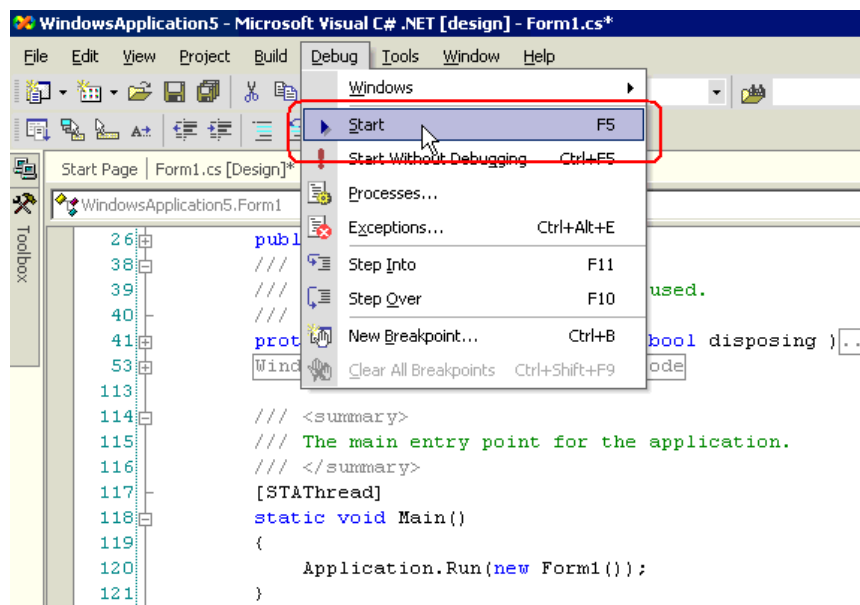 WindowsApplication5 - Microsoft Visual C# .NET [design] - Form1.cs*
File Edit View Project Build Debug Tools Window Help
Windows
Start F5
Start Without Debugging Ctrl+F5
Processes...
Exceptions... Ctrl+Alt+E
Step Into F11
Step Over F10
New Breakpoint... Ctrl+B
Clear All Breakpoints Ctrl+Shift+F9
Start Page Form1.cs [Design]*
WindowsApplication5.Form1
Toolbox
26 publ
38 ///
39 /// used.
40 ///
41 prot bool disposing )..
53 Wind ode
113
114 /// <summary>
115 /// The main entry point for the application.
116 /// </summary>
117 [STAThread]
118 static void Main()
119 {
120 Application.Run(new Form1());
121 }